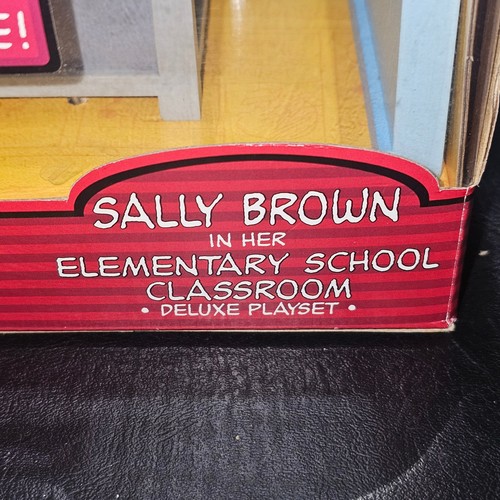 E!
SALLY BROWN
IN HER
ELEMENTARY SCHOOL
CLASSROOM
• DELUXE PLAYSET •